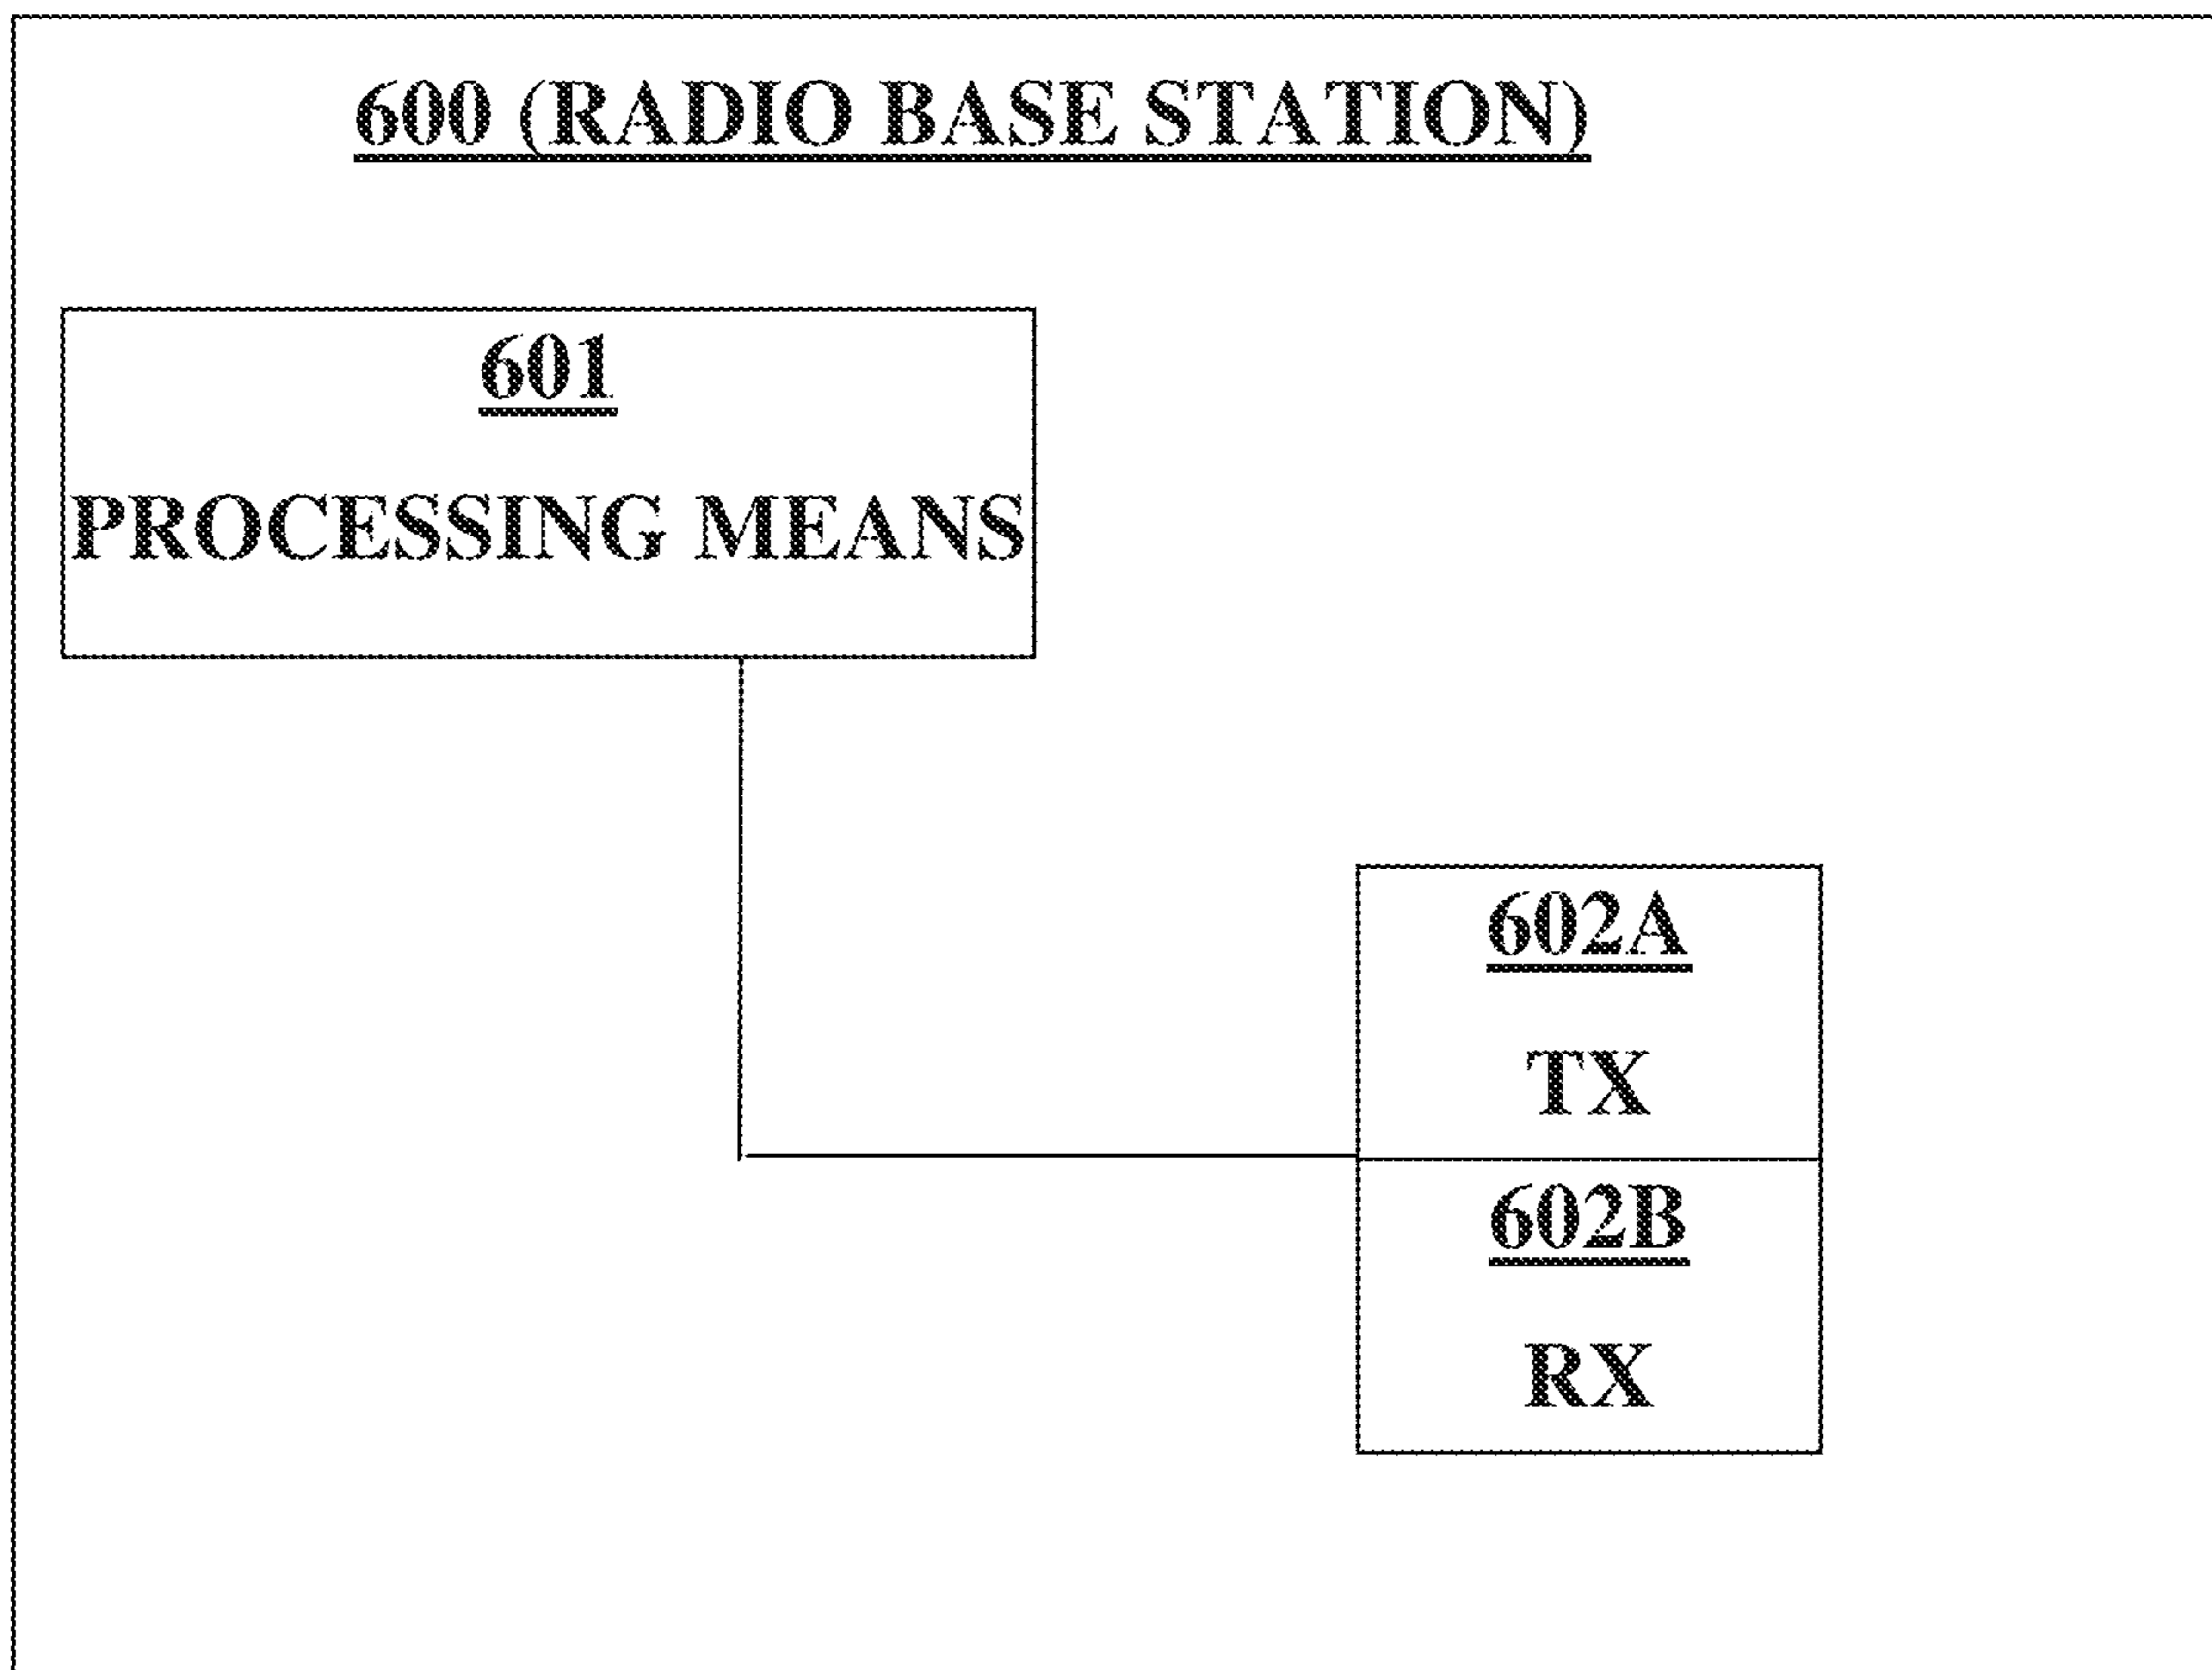 600 (RADIO BASE STATION)
601
PROCESSING MEANS
602A
TX
602B
RX